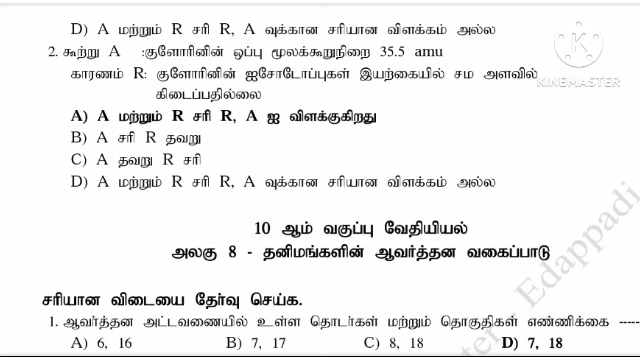 D) A மற்றும் R சரி R, A வுக்கான சரியான விளக்கம் அல்ல
2. கூற்று A :குளோரினின் ஒப்பு மூலக்கூறுநிறை 35.5 amu
காரணம் R: குளோரினின் ஐசோடோப்புகள் இயற்கையில் சம அளவில்
கிடைப்பதில்லை
KINEMASTER
A) A மற்றும் R சரி R, A ஐ விளக்குகிறது
B) A சரி R தவறு
C) A தவறு R சரி
D) A மற்றும் R சரி R, A வுக்கான சரியான விளக்கம் அல்ல
10 ஆம் வகுப்பு வேதியியல்
அலகு 8 - தனிமங்களின் ஆவர்த்தன வகைப்பாடு
சரியான விடையை தேர்வு செய்க.
1. ஆவர்த்தன அட்டவணையில் உள்ள தொடர்கள் மற்றும் தொகுதிகள் எண்ணிக்கை -----
A) 6, 16 B) 7, 17 C) 8, 18 D) 7, 18
ter - Edappadi